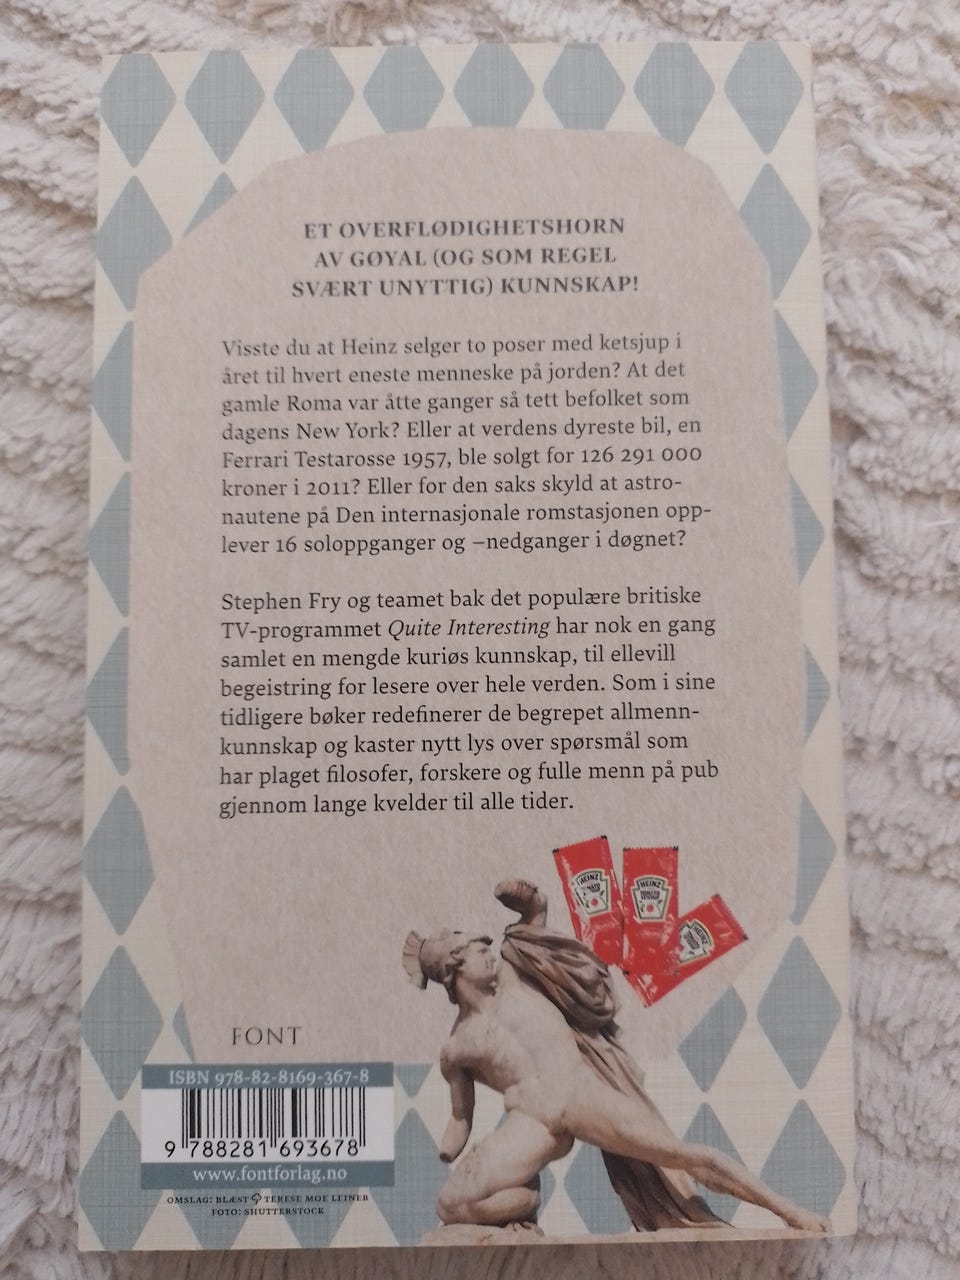 ET OVERFLØDIGHETSHORN
AV GØYAL (OG SOM REGEL
SVÆRT UNYTTIG) KUNNSKAP!
Visste du at Heinz selger to poser med ketsjup i
året til hvert eneste menneske på jorden? At det
gamle Roma var åtte ganger så tett befolket som
dagens New York? Eller at verdens dyreste bil, en
Ferrari Testarosse 1957, ble solgt for 126 291 000
kroner i 2011? Eller for den saks skyld at astro-
nautene på Den internasjonale romstasjonen opp-
lever 16 soloppganger og –nedganger i døgnet?
Stephen Fry og teamet bak det populære britiske
TV-programmet Quite Interesting har nok en gang
samlet en mengde kuriøs kunnskap, til ellevill
begeistring for lesere over hele verden. Som i sine
tidligere bøker redefinerer de begrepet allmenn-
kunnskap og kaster nytt lys over spørsmål som
har plaget filosofer, forskere og fulle menn på pub
gjennom lange kvelder til alle tider.
HEINZ
HEINZ
TOMATO
KETCHUP
HEINZ
FONT
ISBN 978-82-8169-367-8
9 788281 693678
www.fontforlag.no
OMSLAG: BLÆST TERESE MOE LEINER
FOTO: SHUTTERSTOCK